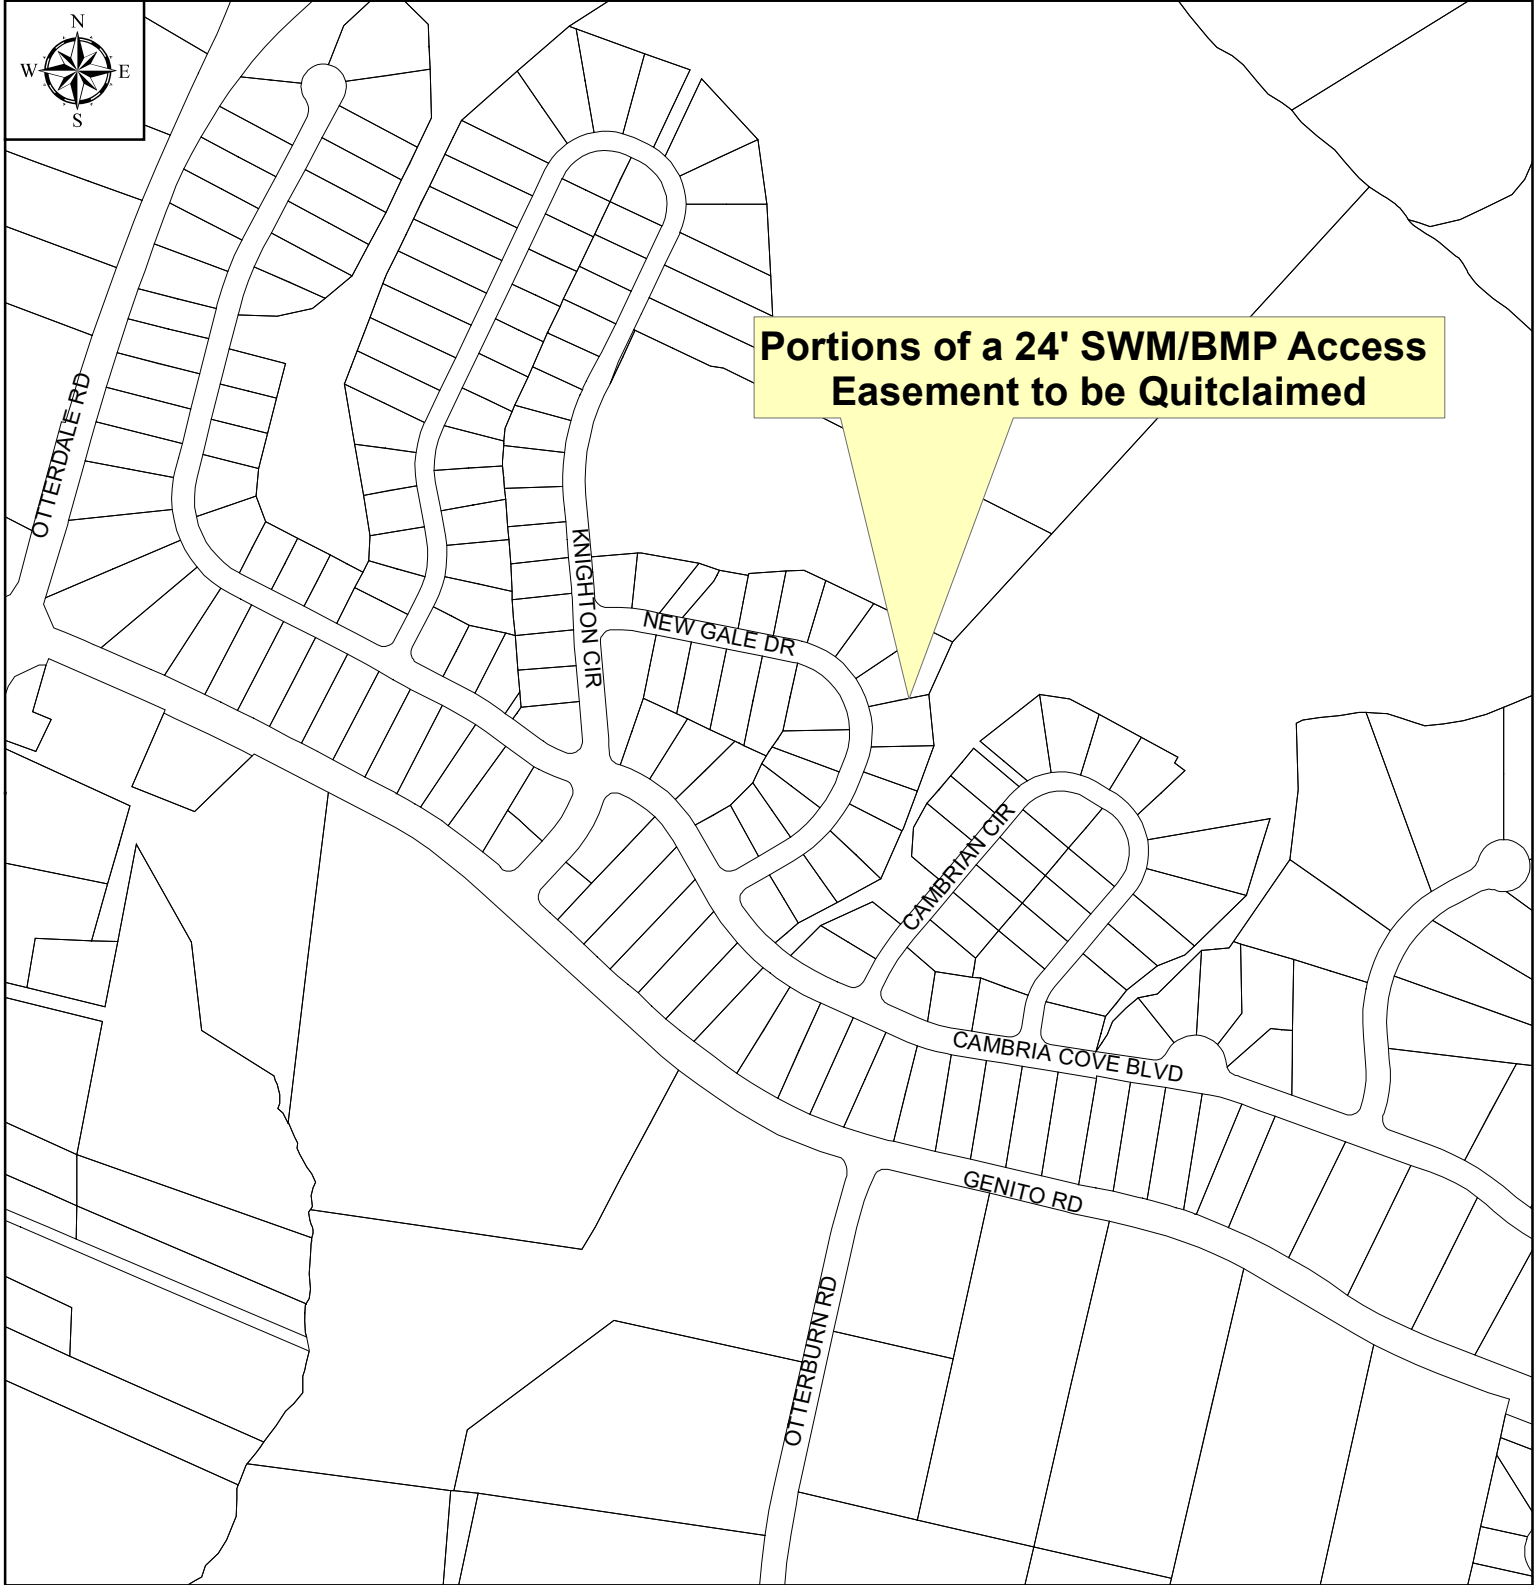 N
W E
S
Portions of a 24' SWM/BMP Access
Easement to be Quitclaimed
OTTERDALE RD
KNIGHTON CIR
NEW GALE DR
CAMBRIAN CIR
CAMBRIA COVE BLVD
GENITO RD
OTTERBURN RD